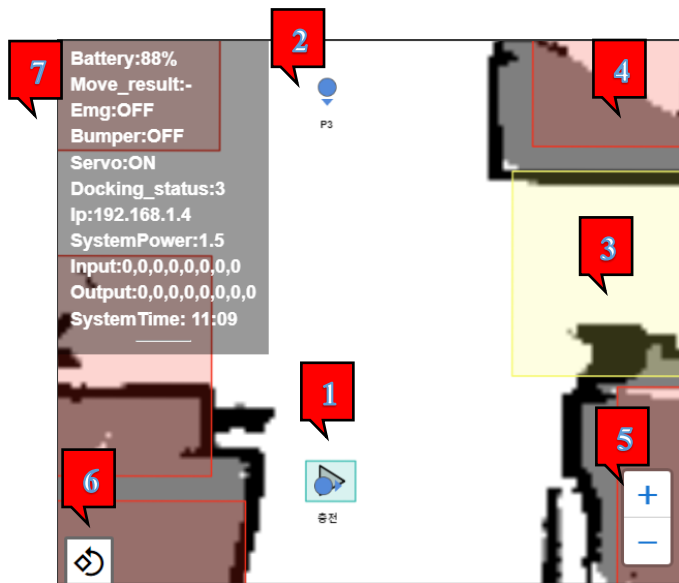 7
Battery:88%
Move_result:-
Emg:OFF
Bumper:OFF
Servo:ON
Docking_status:3
Ip:192.168.1.4
SystemPower:1.5
Input:0,0,0,0,0,0,0,0
Output:0,0,0,0,0,0,0,0
SystemTime: 11:09
2
P3
4
3
1
충전
5
+
−
6